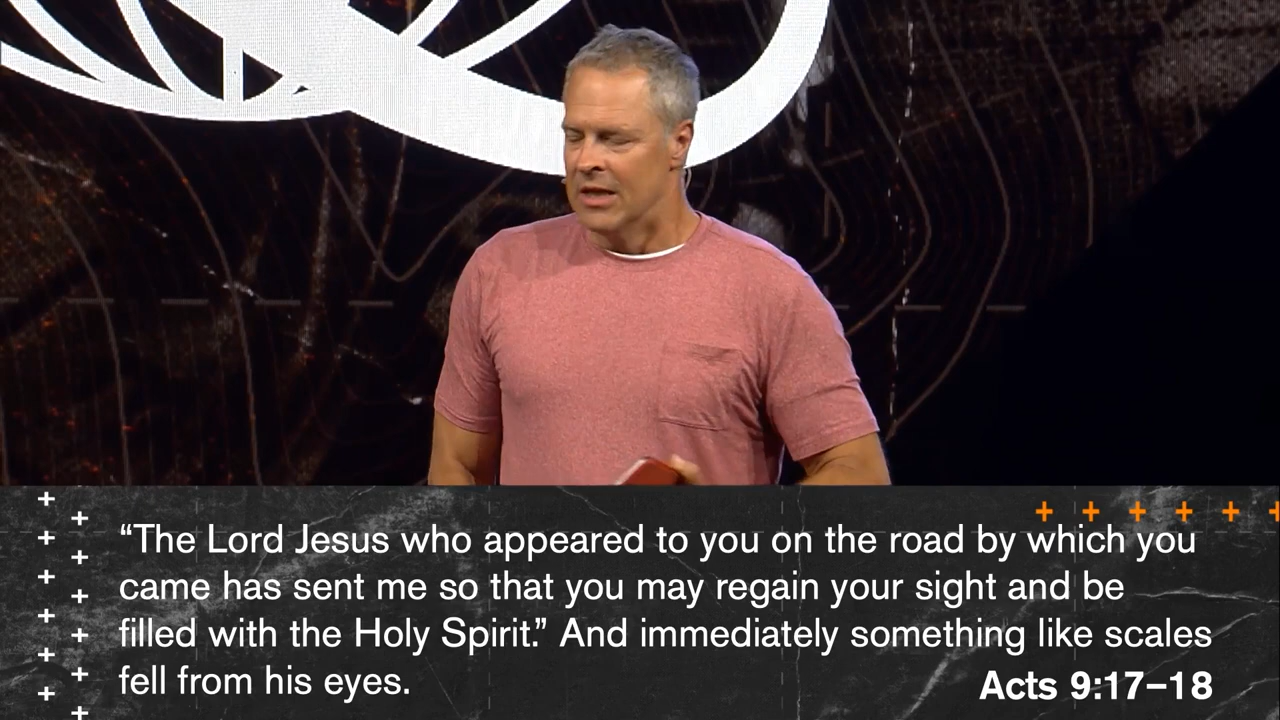 “The Lord Jesus who appeared to you on the road by which you
came has sent me so that you may regain your sight and be
filled with the Holy Spirit.” And immediately something like scales
fell from his eyes.
Acts 9:17–18